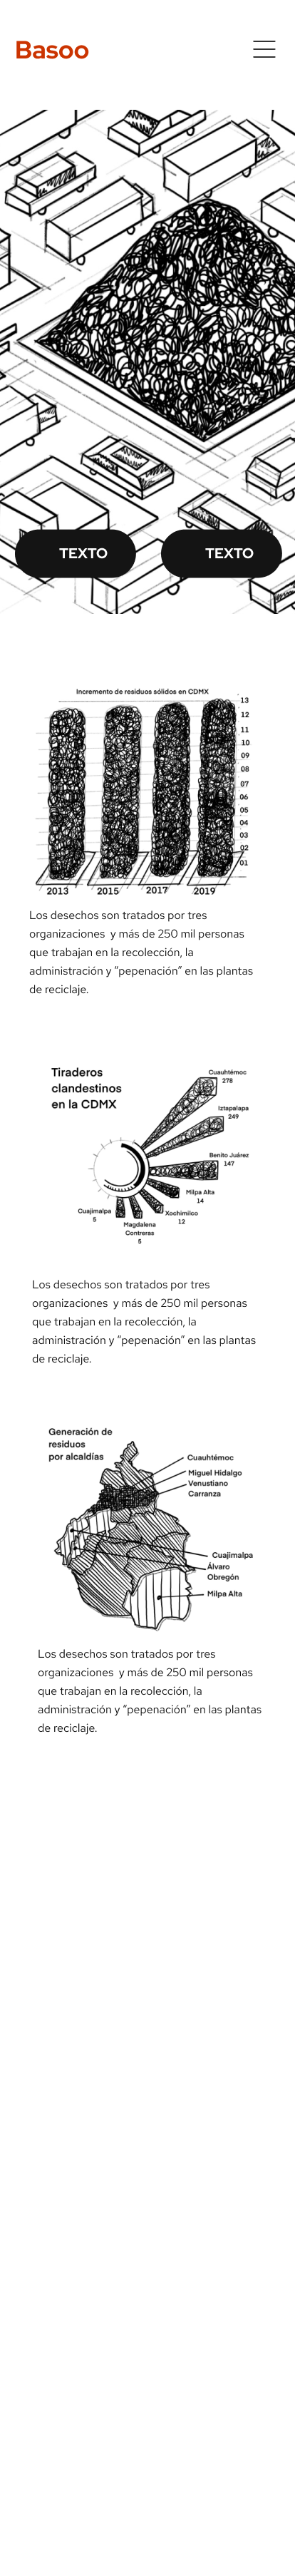 Basoo
TEXTO
TEXTO
Incremento de residuos sólidos en CDMX
13
12
11
10
09
08
07
06
05
04
03
02
01
2013 2015 2017 2019
Los desechos son tratados por tres
organizaciones y más de 250 mil personas
que trabajan en la recolección, la
administración y “pepenación” en las plantas
de reciclaje.
Tiraderos
clandestinos
en la CDMX
Cuauhtémoc
278
Iztapalapa
249
Benito Juárez
147
Milpa Alta
14
Xochimilco
12
Magdalena
Contreras
5
Cuajimalpa
5
Los desechos son tratados por tres
organizaciones y más de 250 mil personas
que trabajan en la recolección, la
administración y “pepenación” en las plantas
de reciclaje.
Generación de
residuos
por alcaldías
Cuauhtémoc
Miguel Hidalgo
Venustiano
Carranza
Cuajimalpa
Álvaro
Obregón
Milpa Alta
Los desechos son tratados por tres
organizaciones y más de 250 mil personas
que trabajan en la recolección, la
administración y “pepenación” en las plantas
de reciclaje.